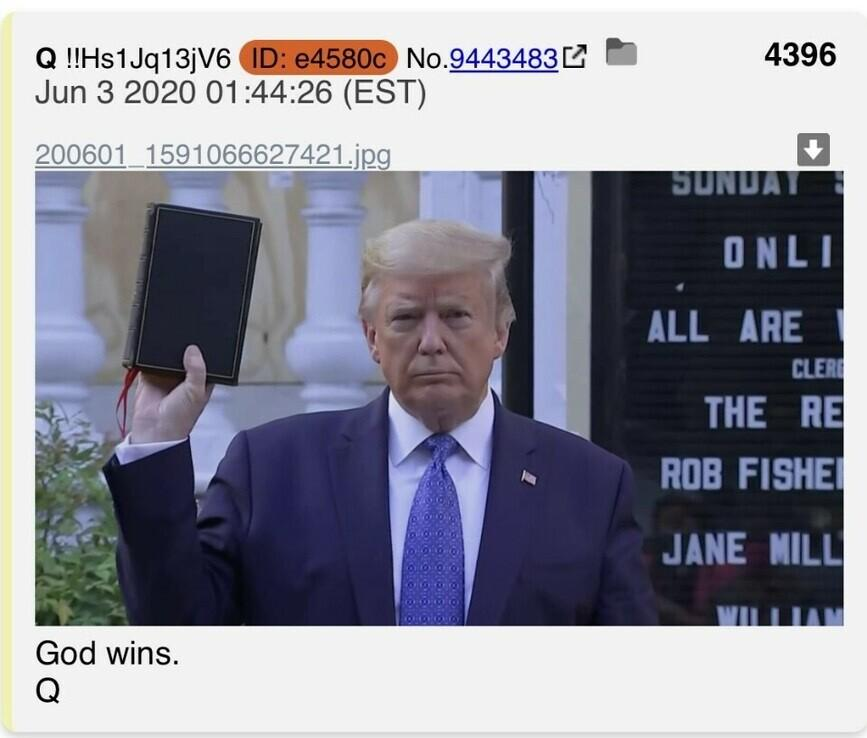 Q !!Hs1Jq13jV6 ID: e4580c No.9443483 4396
Jun 3 2020 01:44:26 (EST)
200601_1591066627421.jpg
SUNDAY
ONLI
ALL ARE
CLERG
THE RE
ROB FISHE
JANE MILL
WILLIAM
God wins.
Q